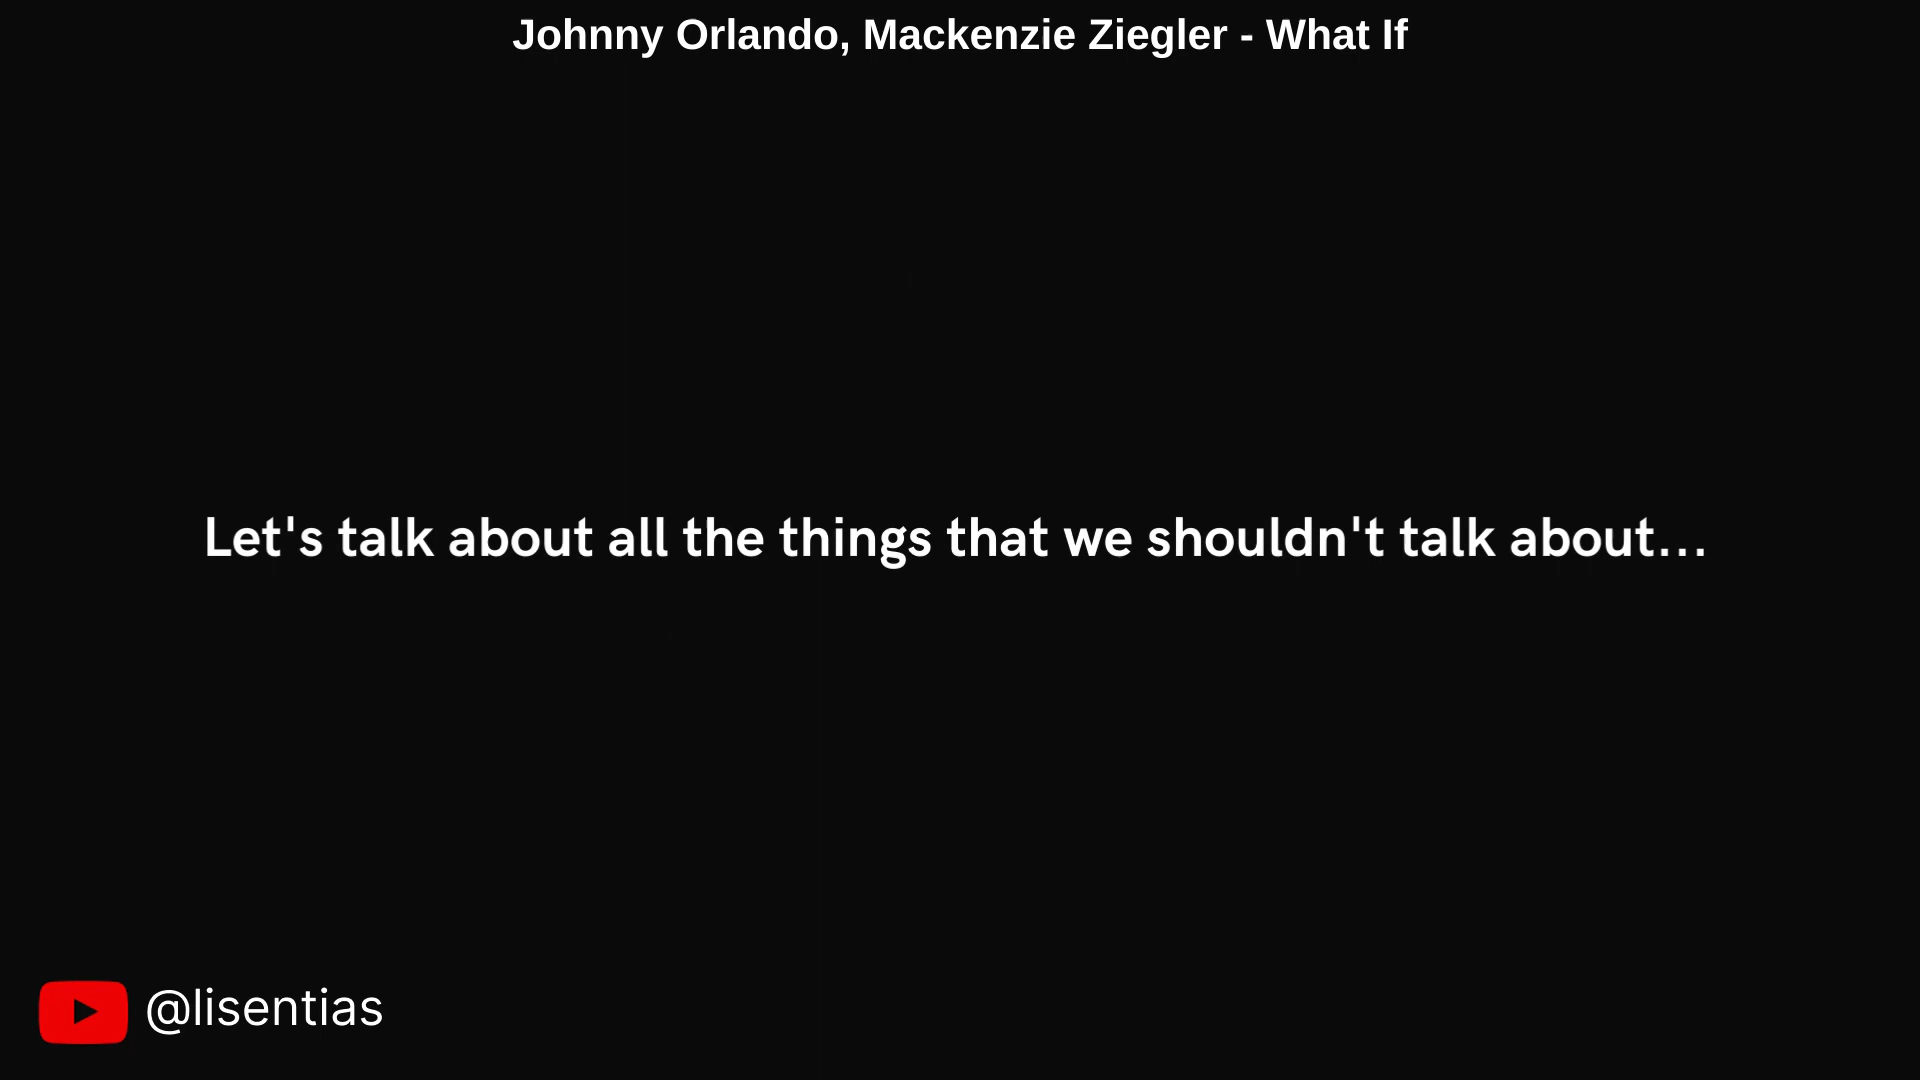 Johnny Orlando, Mackenzie Ziegler - What If
Let's talk about all the things that we shouldn't talk about...
@lisentias